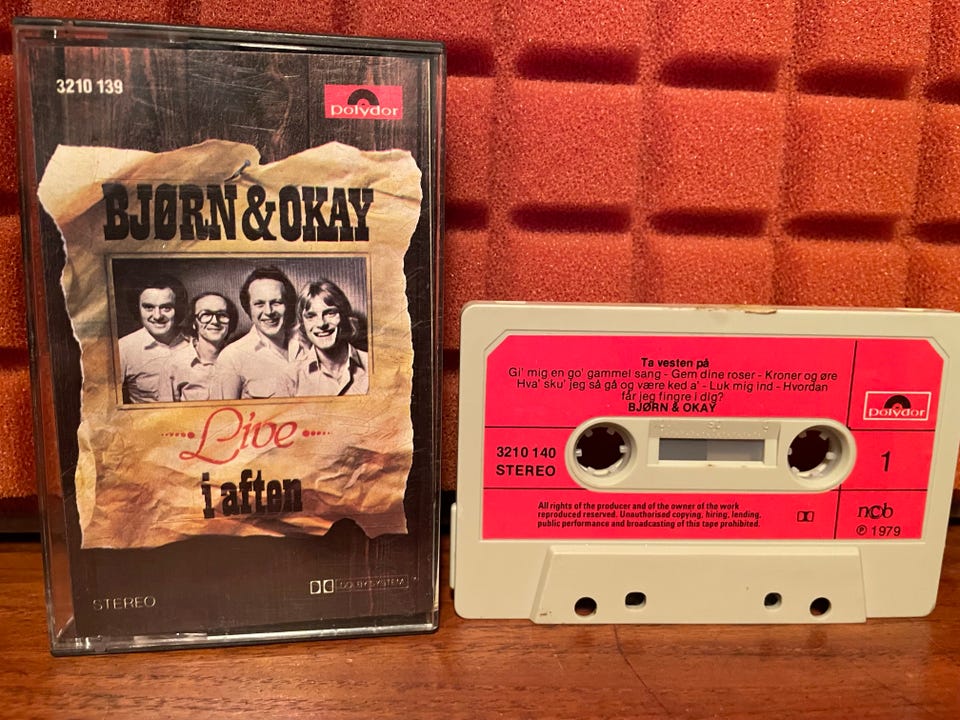 3210 139
polydor
BJØRN & OKAY
Live
i aften
STEREO
DOLBY SYSTEM
Ta vesten på
Gi' mig en go' gammel sang - Gem dine roser - Kroner og øre
Hva' sku' jeg så gå og være ked a' - Luk mig ind - Hvordan
får jeg fingre i dig?
BJØRN & OKAY
polydor
3210 140
STEREO
1
All rights of the producer and of the owner of the work
reproduced reserved. Unauthorised copying, hiring, lending,
public performance and broadcasting of this tape prohibited.
ncb
℗ 1979